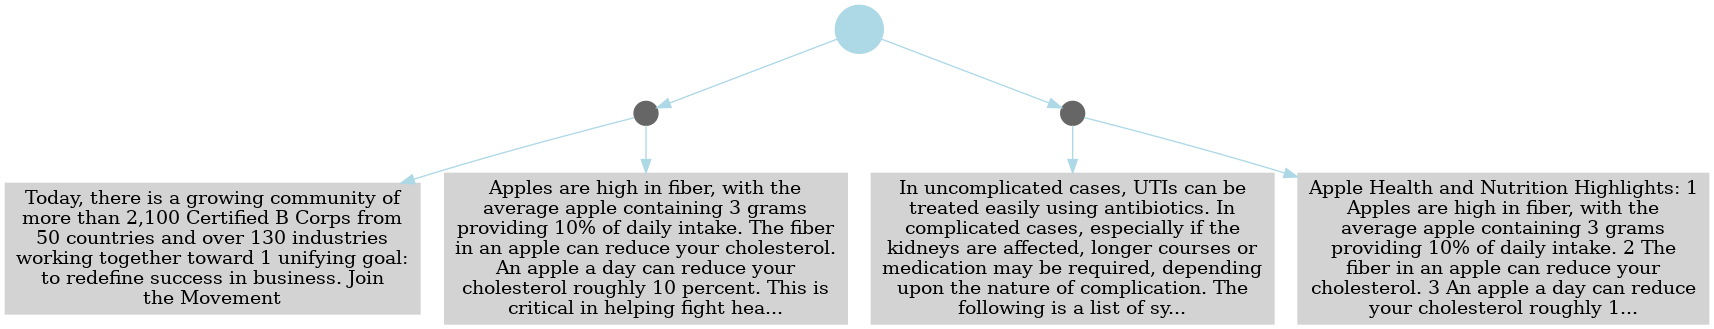 Today, there is a growing community of
more than 2,100 Certified B Corps from
50 countries and over 130 industries
working together toward 1 unifying goal:
to redefine success in business. Join
the Movement
Apples are high in fiber, with the
average apple containing 3 grams
providing 10% of daily intake. The fiber
in an apple can reduce your cholesterol.
An apple a day can reduce your
cholesterol roughly 10 percent. This is
critical in helping fight hea...
In uncomplicated cases, UTIs can be
treated easily using antibiotics. In
complicated cases, especially if the
kidneys are affected, longer courses or
medication may be required, depending
upon the nature of complication. The
following is a list of sy...
Apple Health and Nutrition Highlights: 1
Apples are high in fiber, with the
average apple containing 3 grams
providing 10% of daily intake. 2 The
fiber in an apple can reduce your
cholesterol. 3 An apple a day can reduce
your cholesterol roughly 1...